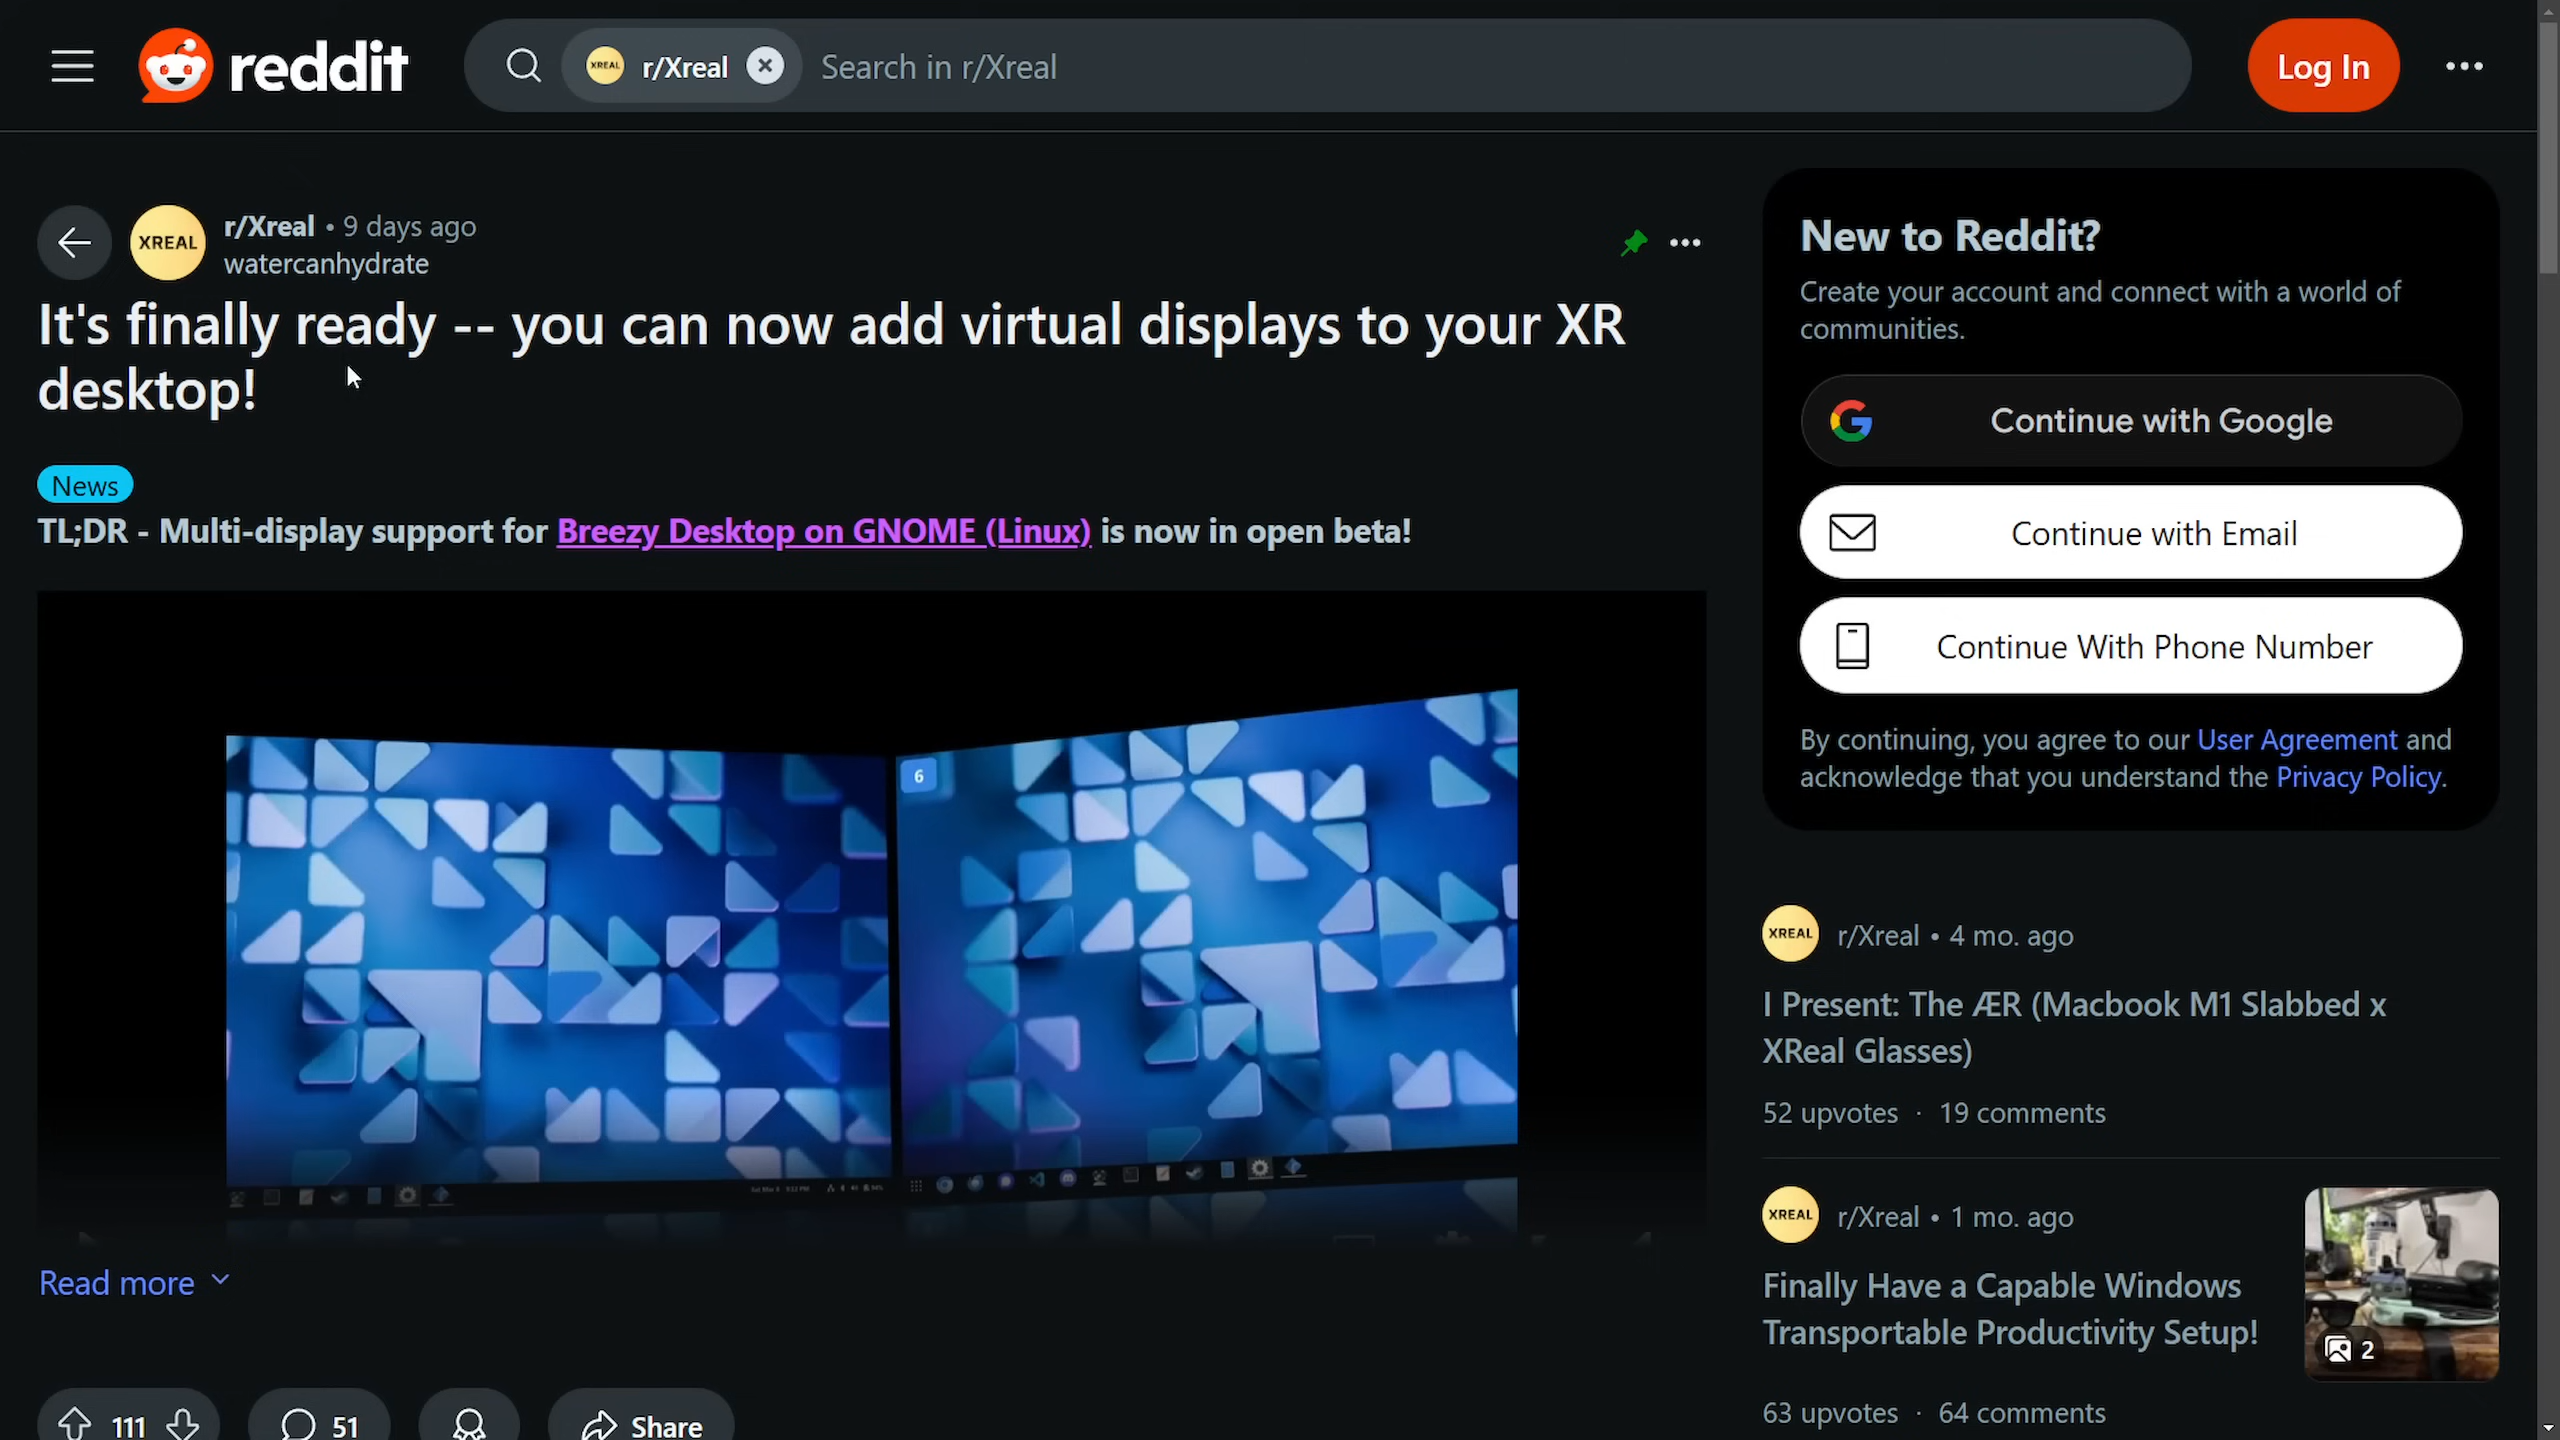 reddit
XREAL r/Xreal Search in r/Xreal
Log In
XREAL
r/Xreal • 9 days ago
watercanhydrate
It's finally ready -- you can now add virtual displays to your XR
desktop!
News
TL;DR - Multi-display support for Breezy Desktop on GNOME (Linux) is now in open beta!
6
Read more
111
51
Share
New to Reddit?
Create your account and connect with a world of
communities.
Continue with Google
Continue with Email
Continue With Phone Number
By continuing, you agree to our User Agreement and
acknowledge that you understand the Privacy Policy.
XREAL r/Xreal • 4 mo. ago
I Present: The ÆR (Macbook M1 Slabbed x
XReal Glasses)
52 upvotes · 19 comments
XREAL r/Xreal • 1 mo. ago
Finally Have a Capable Windows
Transportable Productivity Setup!
2
63 upvotes · 64 comments